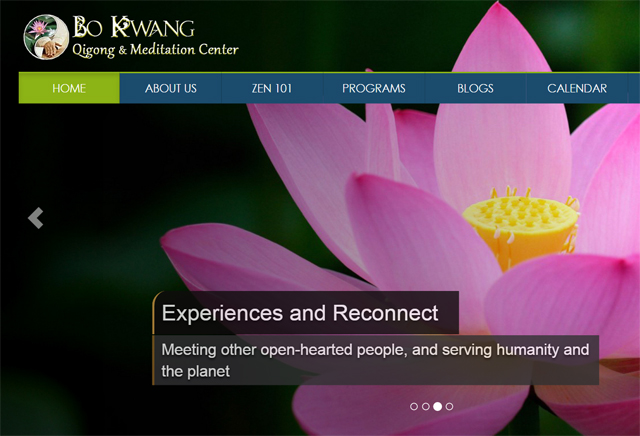 Bo Kwang
Qigong & Meditation Center
HOME ABOUT US ZEN 101 PROGRAMS BLOGS CALENDAR
Experiences and Reconnect
Meeting other open-hearted people, and serving humanity and
the planet